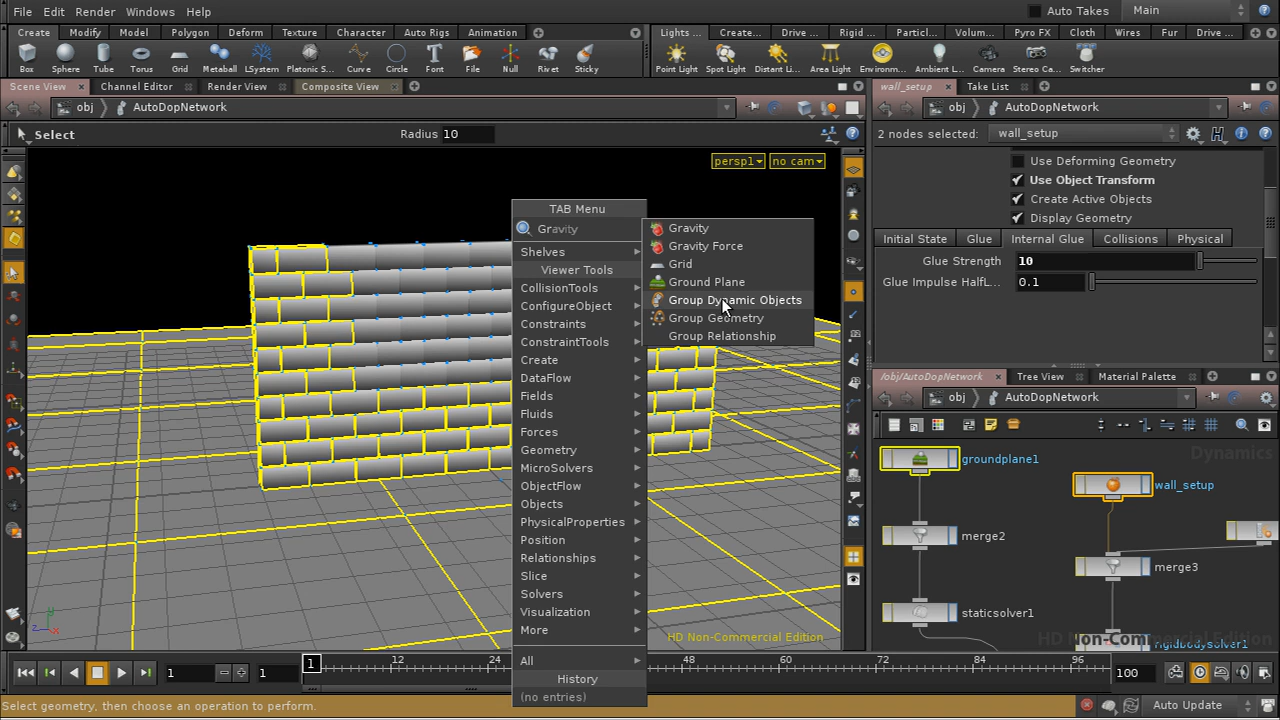 File Edit Render Windows Help Auto Takes Main
Create Modify Model Polygon Deform Texture Character Auto Rigs Animation Lights ... Create... Drive ... Rigid ... Particl... Volum... Pyro FX Cloth Wires Fur Drive ...
Box Sphere Tube Torus Grid Metaball LSystem Platonic S... Curve Circle Font File Null Rivet Sticky Point Light Spot Light Distant Li... Area Light Environm... Ambient L... Camera Stereo Ca... Switcher
Scene View Channel Editor Render View Composite View wall_setup Take List
obj AutoDopNetwork obj AutoDopNetwork
Select Radius 10 2 nodes selected: wall_setup
persp1 no cam
Use Deforming Geometry
Use Object Transform
Create Active Objects
Display Geometry
Initial State Glue Internal Glue Collisions Physical
Glue Strength 10
Glue Impulse HalfL... 0.1
TAB Menu
Gravity
Shelves
Viewer Tools
CollisionTools
ConfigureObject
Constraints
ConstraintTools
Create
DataFlow
Fields
Fluids
Forces
Geometry
MicroSolvers
ObjectFlow
Objects
PhysicalProperties
Position
Relationships
Slice
Solvers
Visualization
More
All
History
(no entries)
Gravity
Gravity Force
Grid
Ground Plane
Group Dynamic Objects
Group Geometry
Group Relationship
/obj/AutoDopNetwork Tree View Material Palette
obj AutoDopNetwork
Dynamics
groundplane1
wall_setup
merge2
merge3
staticsolver1
rigidbodysolver1
HD Non-Commercial Edition
HD Non-Commercial Edition
z x y
1 1 1 12 24 48 60 72 84 96 100
Select geometry, then choose an operation to perform. Auto Update